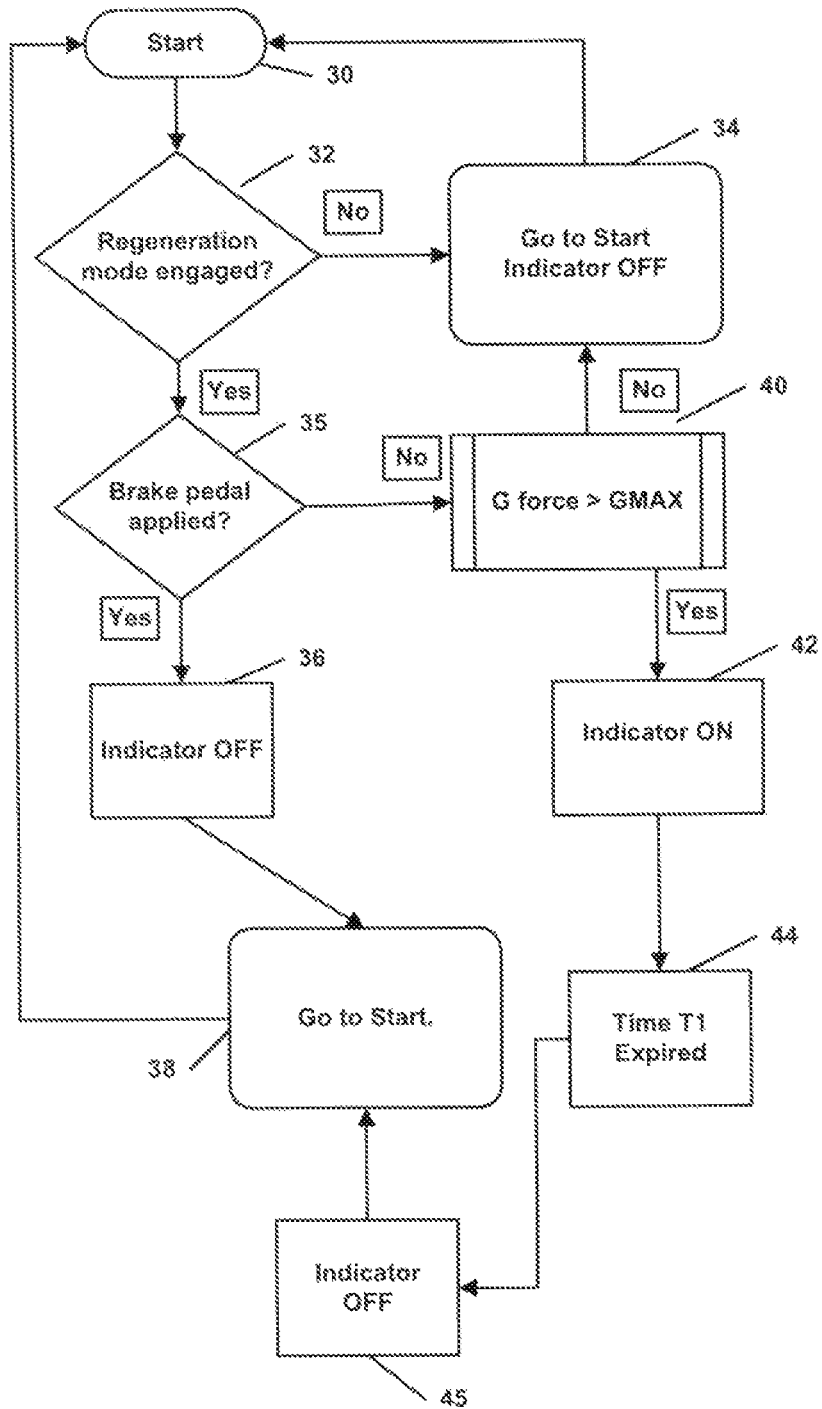 Start
30
32
34
No
Regeneration
mode engaged?
Go to Start
Indicator OFF
Yes
No
40
35
No
Brake pedal
applied?
G force > GMAX
Yes
Yes
36
42
Indicator OFF
Indicator ON
44
Go to Start.
Time T1
Expired
38
Indicator
OFF
45